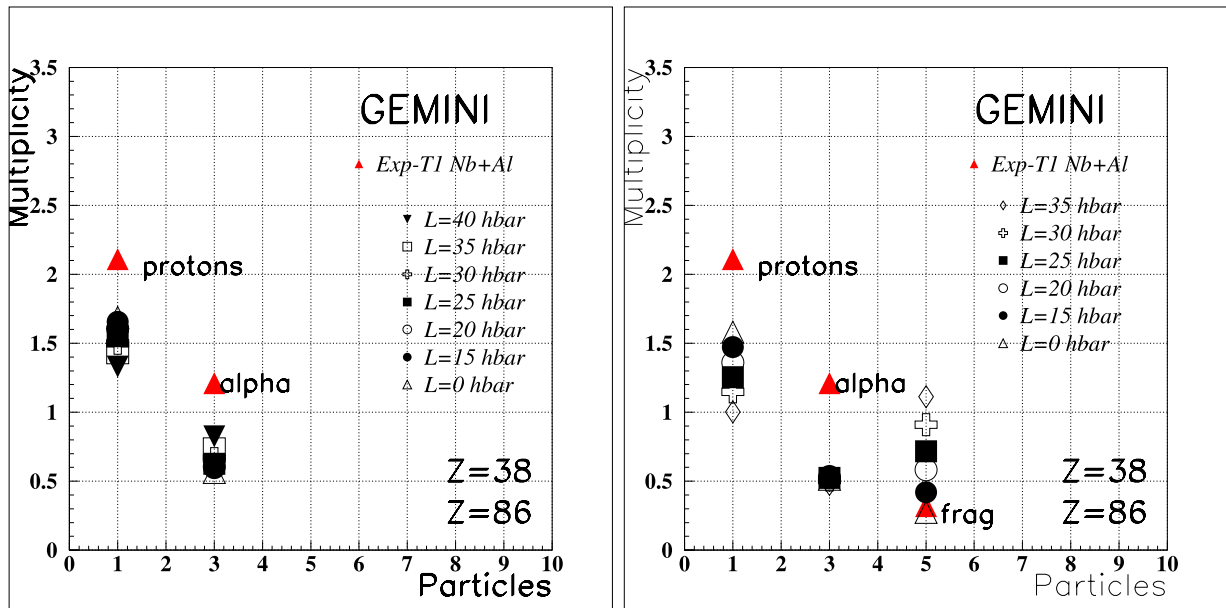 GEMINI
Exp-T1 Nb+Al
L=40 hbar
L=35 hbar
L=30 hbar
L=25 hbar
L=20 hbar
L=15 hbar
L=0 hbar
protons
alpha
Z=38
Z=86
Multiplicity
3.5
3
2.5
2
1.5
1
0.5
0
0 1 2 3 4 5 6 7 8 9 10
Particles
GEMINI
Exp-T1 Nb+Al
L=35 hbar
L=30 hbar
L=25 hbar
L=20 hbar
L=15 hbar
L=0 hbar
protons
alpha
frag
Z=38
Z=86
Multiplicity
3.5
3
2.5
2
1.5
1
0.5
0
0 1 2 3 4 5 6 7 8 9 10
Particles